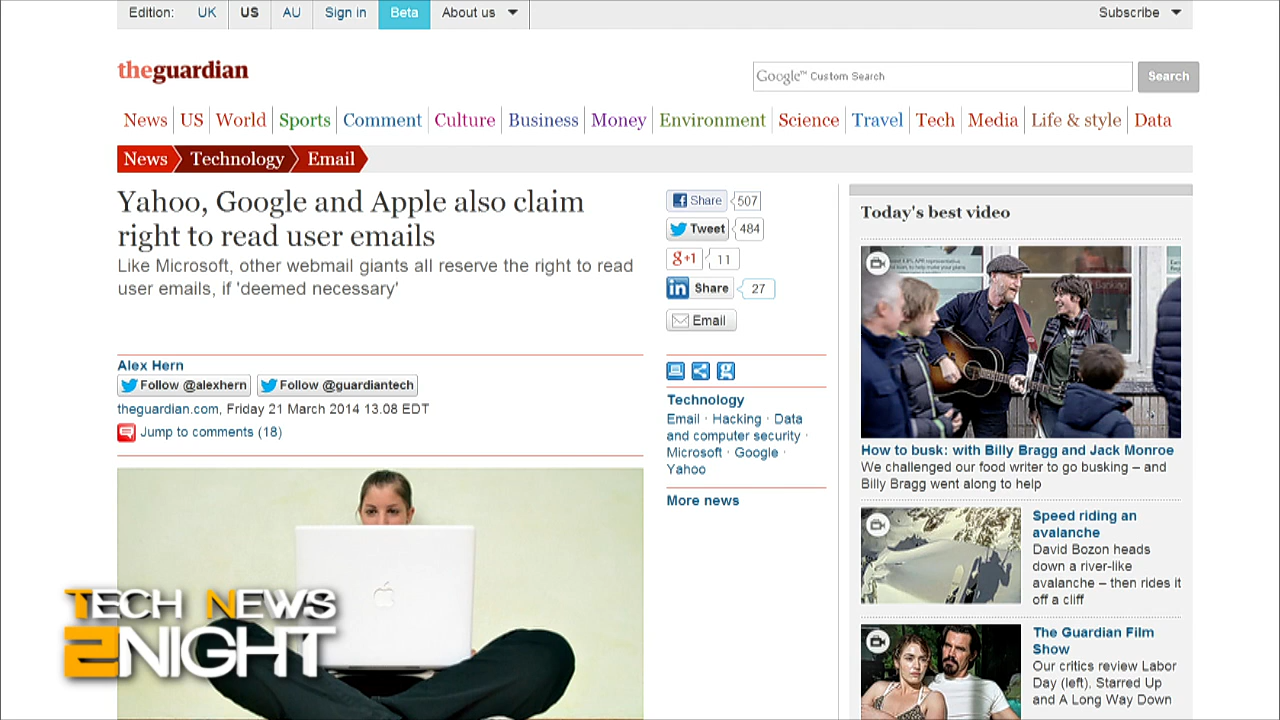 Edition: UK US AU Sign in Beta About us Subscribe
theguardian
Google™ Custom Search Search
News US World Sports Comment Culture Business Money Environment Science Travel Tech Media Life & style Data
News Technology Email
Yahoo, Google and Apple also claim
right to read user emails
Like Microsoft, other webmail giants all reserve the right to read
user emails, if 'deemed necessary'
Alex Hern
Follow @alexhern Follow @guardiantech
theguardian.com, Friday 21 March 2014 13.08 EDT
Jump to comments (18)
Share 507
Tweet 484
g+1 11
in Share 27
Email
Technology
Email · Hacking · Data
and computer security ·
Microsoft · Google ·
Yahoo
More news
Today's best video
How to busk: with Billy Bragg and Jack Monroe
We challenged our food writer to go busking – and
Billy Bragg went along to help
Speed riding an
avalanche
David Bozon heads
down a river-like
avalanche – then rides it
off a cliff
The Guardian Film
Show
Our critics review Labor
Day (left), Starred Up
and A Long Way Down
TECH NEWS
2NIGHT